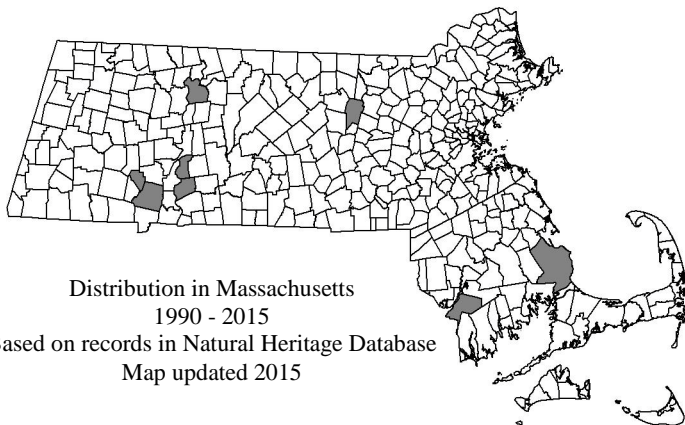 Distribution in Massachusetts
1990 - 2015
ased on records in Natural Heritage Database
Map updated 2015